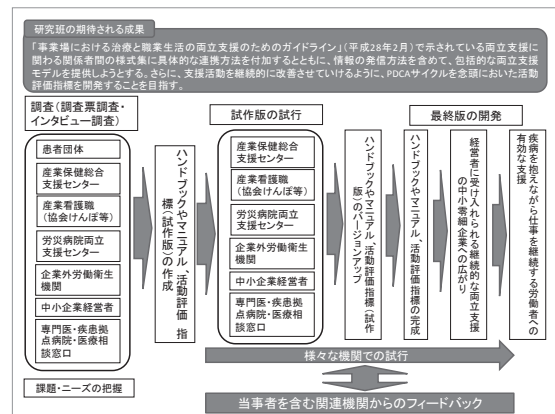 研究班の期待される成果
「事業場における治療と職業生活の両立支援のためのガイドライン」(平成28年2月)で示されている両立支援に
関わる関係者間の様式集に具体的な連携方法を付加するとともに、情報の発信方法を含めて、包括的な両立支援
モデルを提供しようとする。さらに、支援活動を継続的に改善させていけるように、PDCAサイクルを念頭においた活動
評価指標を開発することを目指す。
調査(調査票調査・
インタビュー調査)
患者団体
産業保健総合
支援センター
産業看護職
(協会けんぽ等)
労災病院両立
支援センター
企業外労働衛生
機関
中小企業経営者
専門医・疾患拠
点病院・医療相
談窓口
課題・ニーズの把握
ハンドブックやマニュアル、活動評価 指
標(試作版)の作成
試作版の試行
産業保健総合
支援センター
産業看護職
(協会けんぽ等)
労災病院両立
支援センター
企業外労働衛生
機関
中小企業経営者
専門医・疾患拠
点病院・医療相
談窓口
ハンドブックやマニュアル、活動評価指標(試作
版)のバージョンアップ
最終版の開発
ハンドブックやマニュアル、活動評価指標の完成
経営者に受け入れられる継続的な両立支援
の中小零細企業への広がり
疾病を抱えながら仕事を継続する労働者への
有効な支援
様々な機関での試行
当事者を含む関連機関からのフィードバック